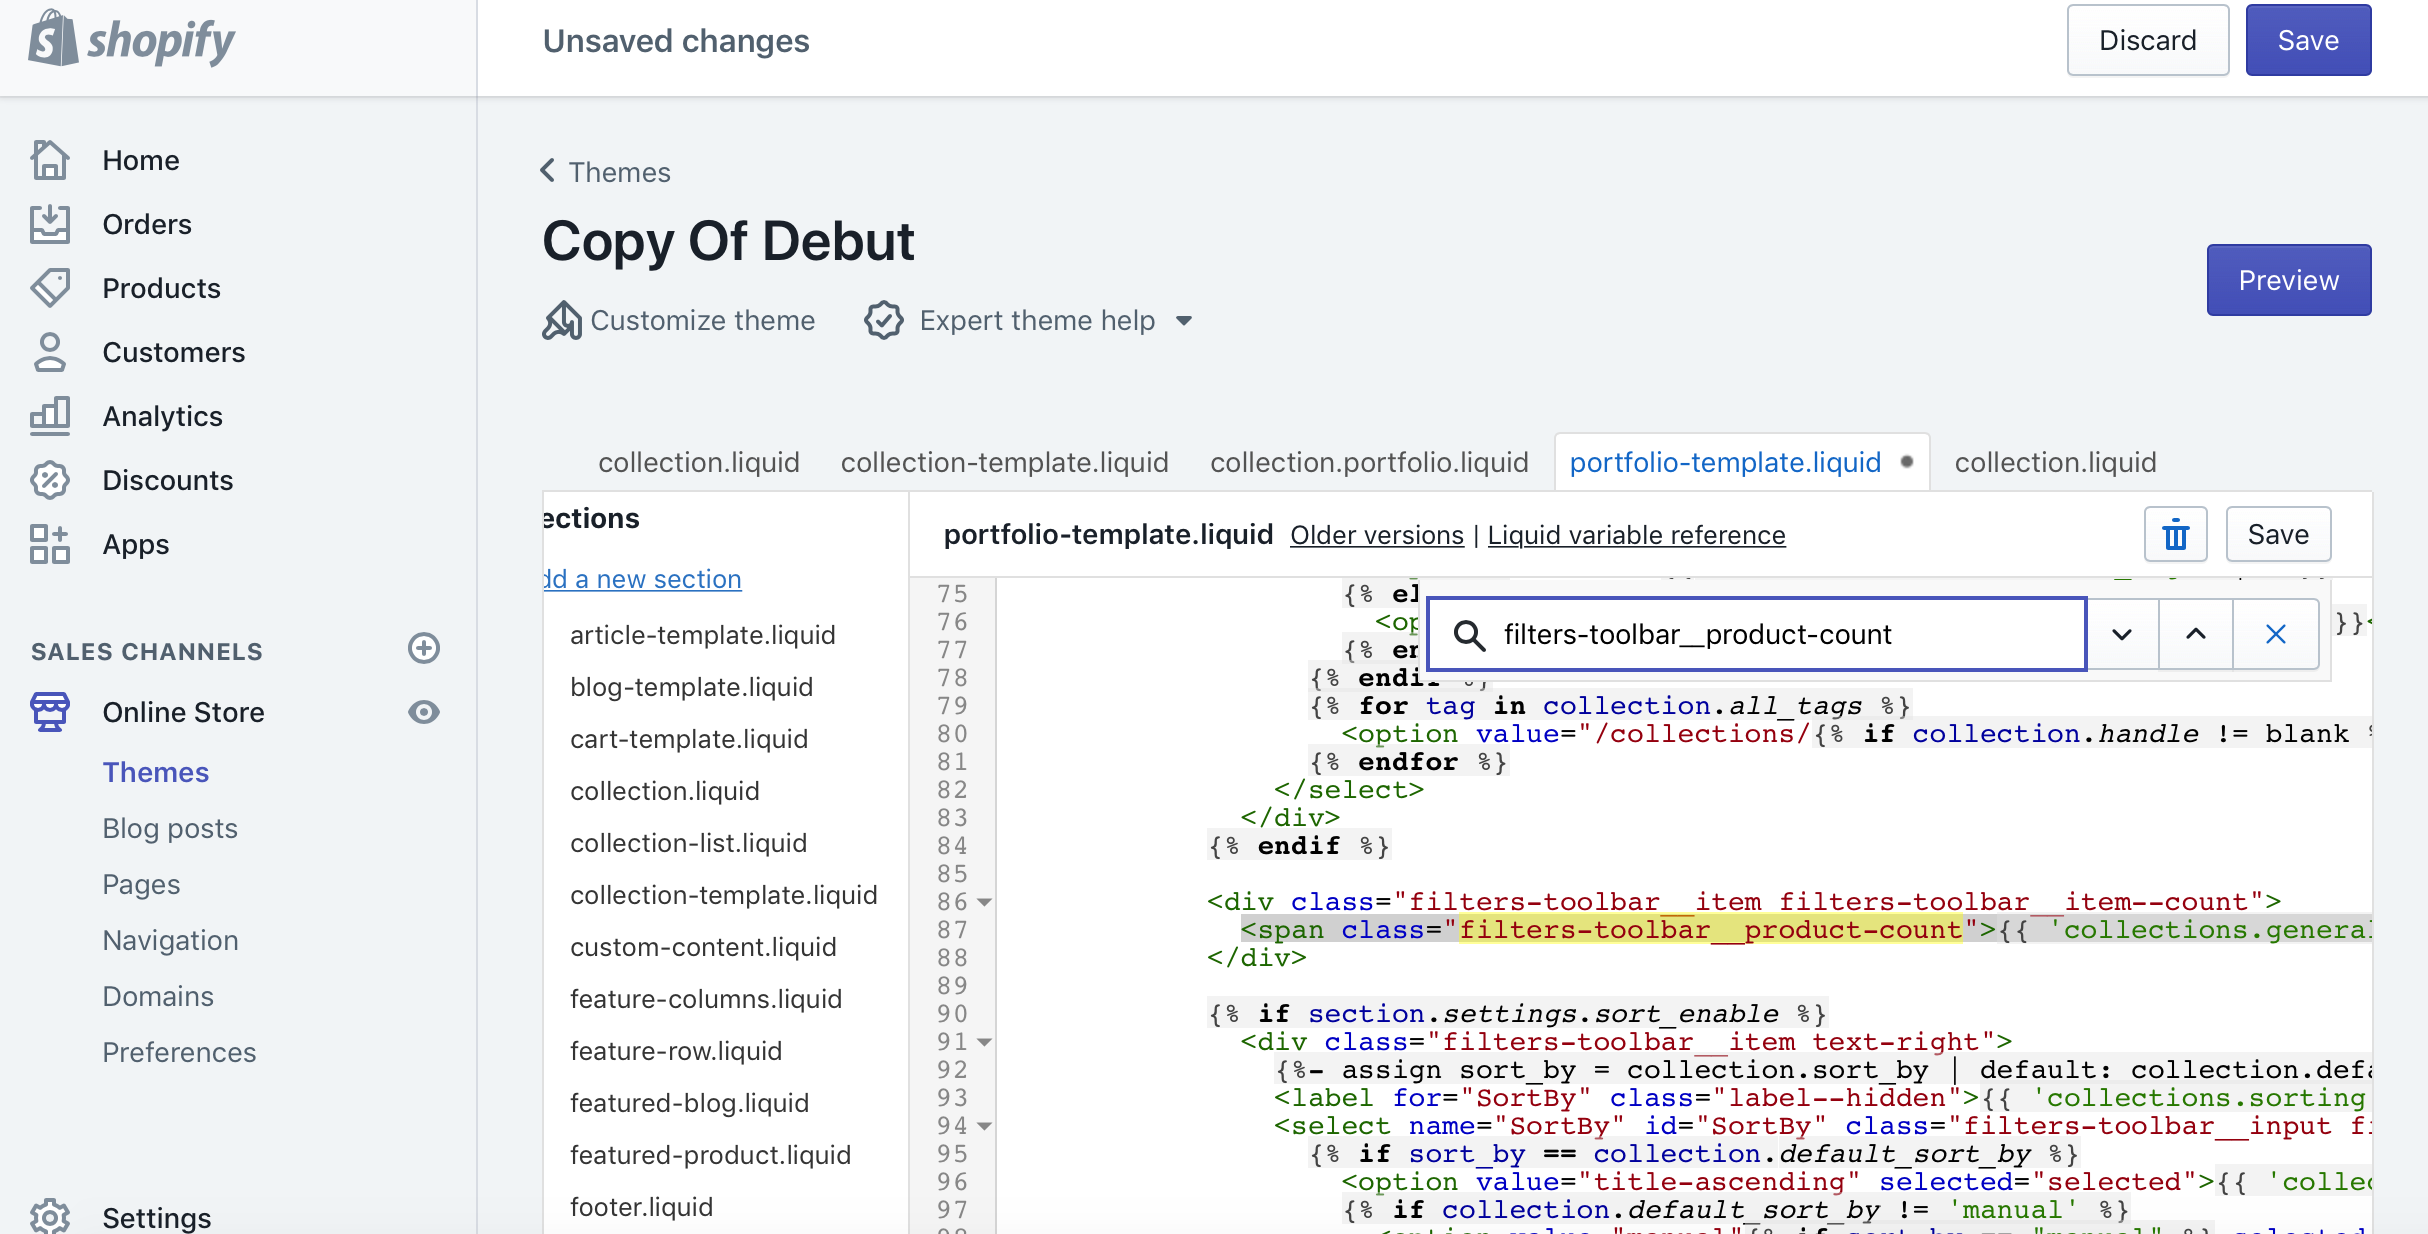 shopify
Unsaved changes
Discard
Save
Home
Orders
Products
Customers
Analytics
Discounts
Apps
SALES CHANNELS
Online Store
Themes
Blog posts
Pages
Navigation
Domains
Preferences
Settings
Themes
Copy Of Debut
Customize theme
Expert theme help
Preview
collection.liquid
collection-template.liquid
collection.portfolio.liquid
portfolio-template.liquid
collection.liquid
ections
dd a new section
article-template.liquid
blog-template.liquid
cart-template.liquid
collection.liquid
collection-list.liquid
collection-template.liquid
custom-content.liquid
feature-columns.liquid
feature-row.liquid
featured-blog.liquid
featured-product.liquid
footer.liquid
portfolio-template.liquid Older versions | Liquid variable reference
Save
filters-toolbar__product-count
75 {% el
76 <op }}<
77 {% en
78 {% endif %}
79 {% for tag in collection.all_tags %}
80 <option value="/collections/{% if collection.handle != blank %
81 {% endfor %}
82 </select>
83 </div>
84 {% endif %}
85
86 <div class="filters-toolbar__item filters-toolbar__item--count">
87 <span class="filters-toolbar__product-count">{{ 'collections.general
88 </div>
89
90 {% if section.settings.sort_enable %}
91 <div class="filters-toolbar__item text-right">
92 {%- assign sort_by = collection.sort_by | default: collection.defa
93 <label for="SortBy" class="label--hidden">{{ 'collections.sorting
94 <select name="SortBy" id="SortBy" class="filters-toolbar__input fi
95 {% if sort_by == collection.default_sort_by %}
96 <option value="title-ascending" selected="selected">{{ 'collec
97 {% if collection.default_sort_by != 'manual' %}